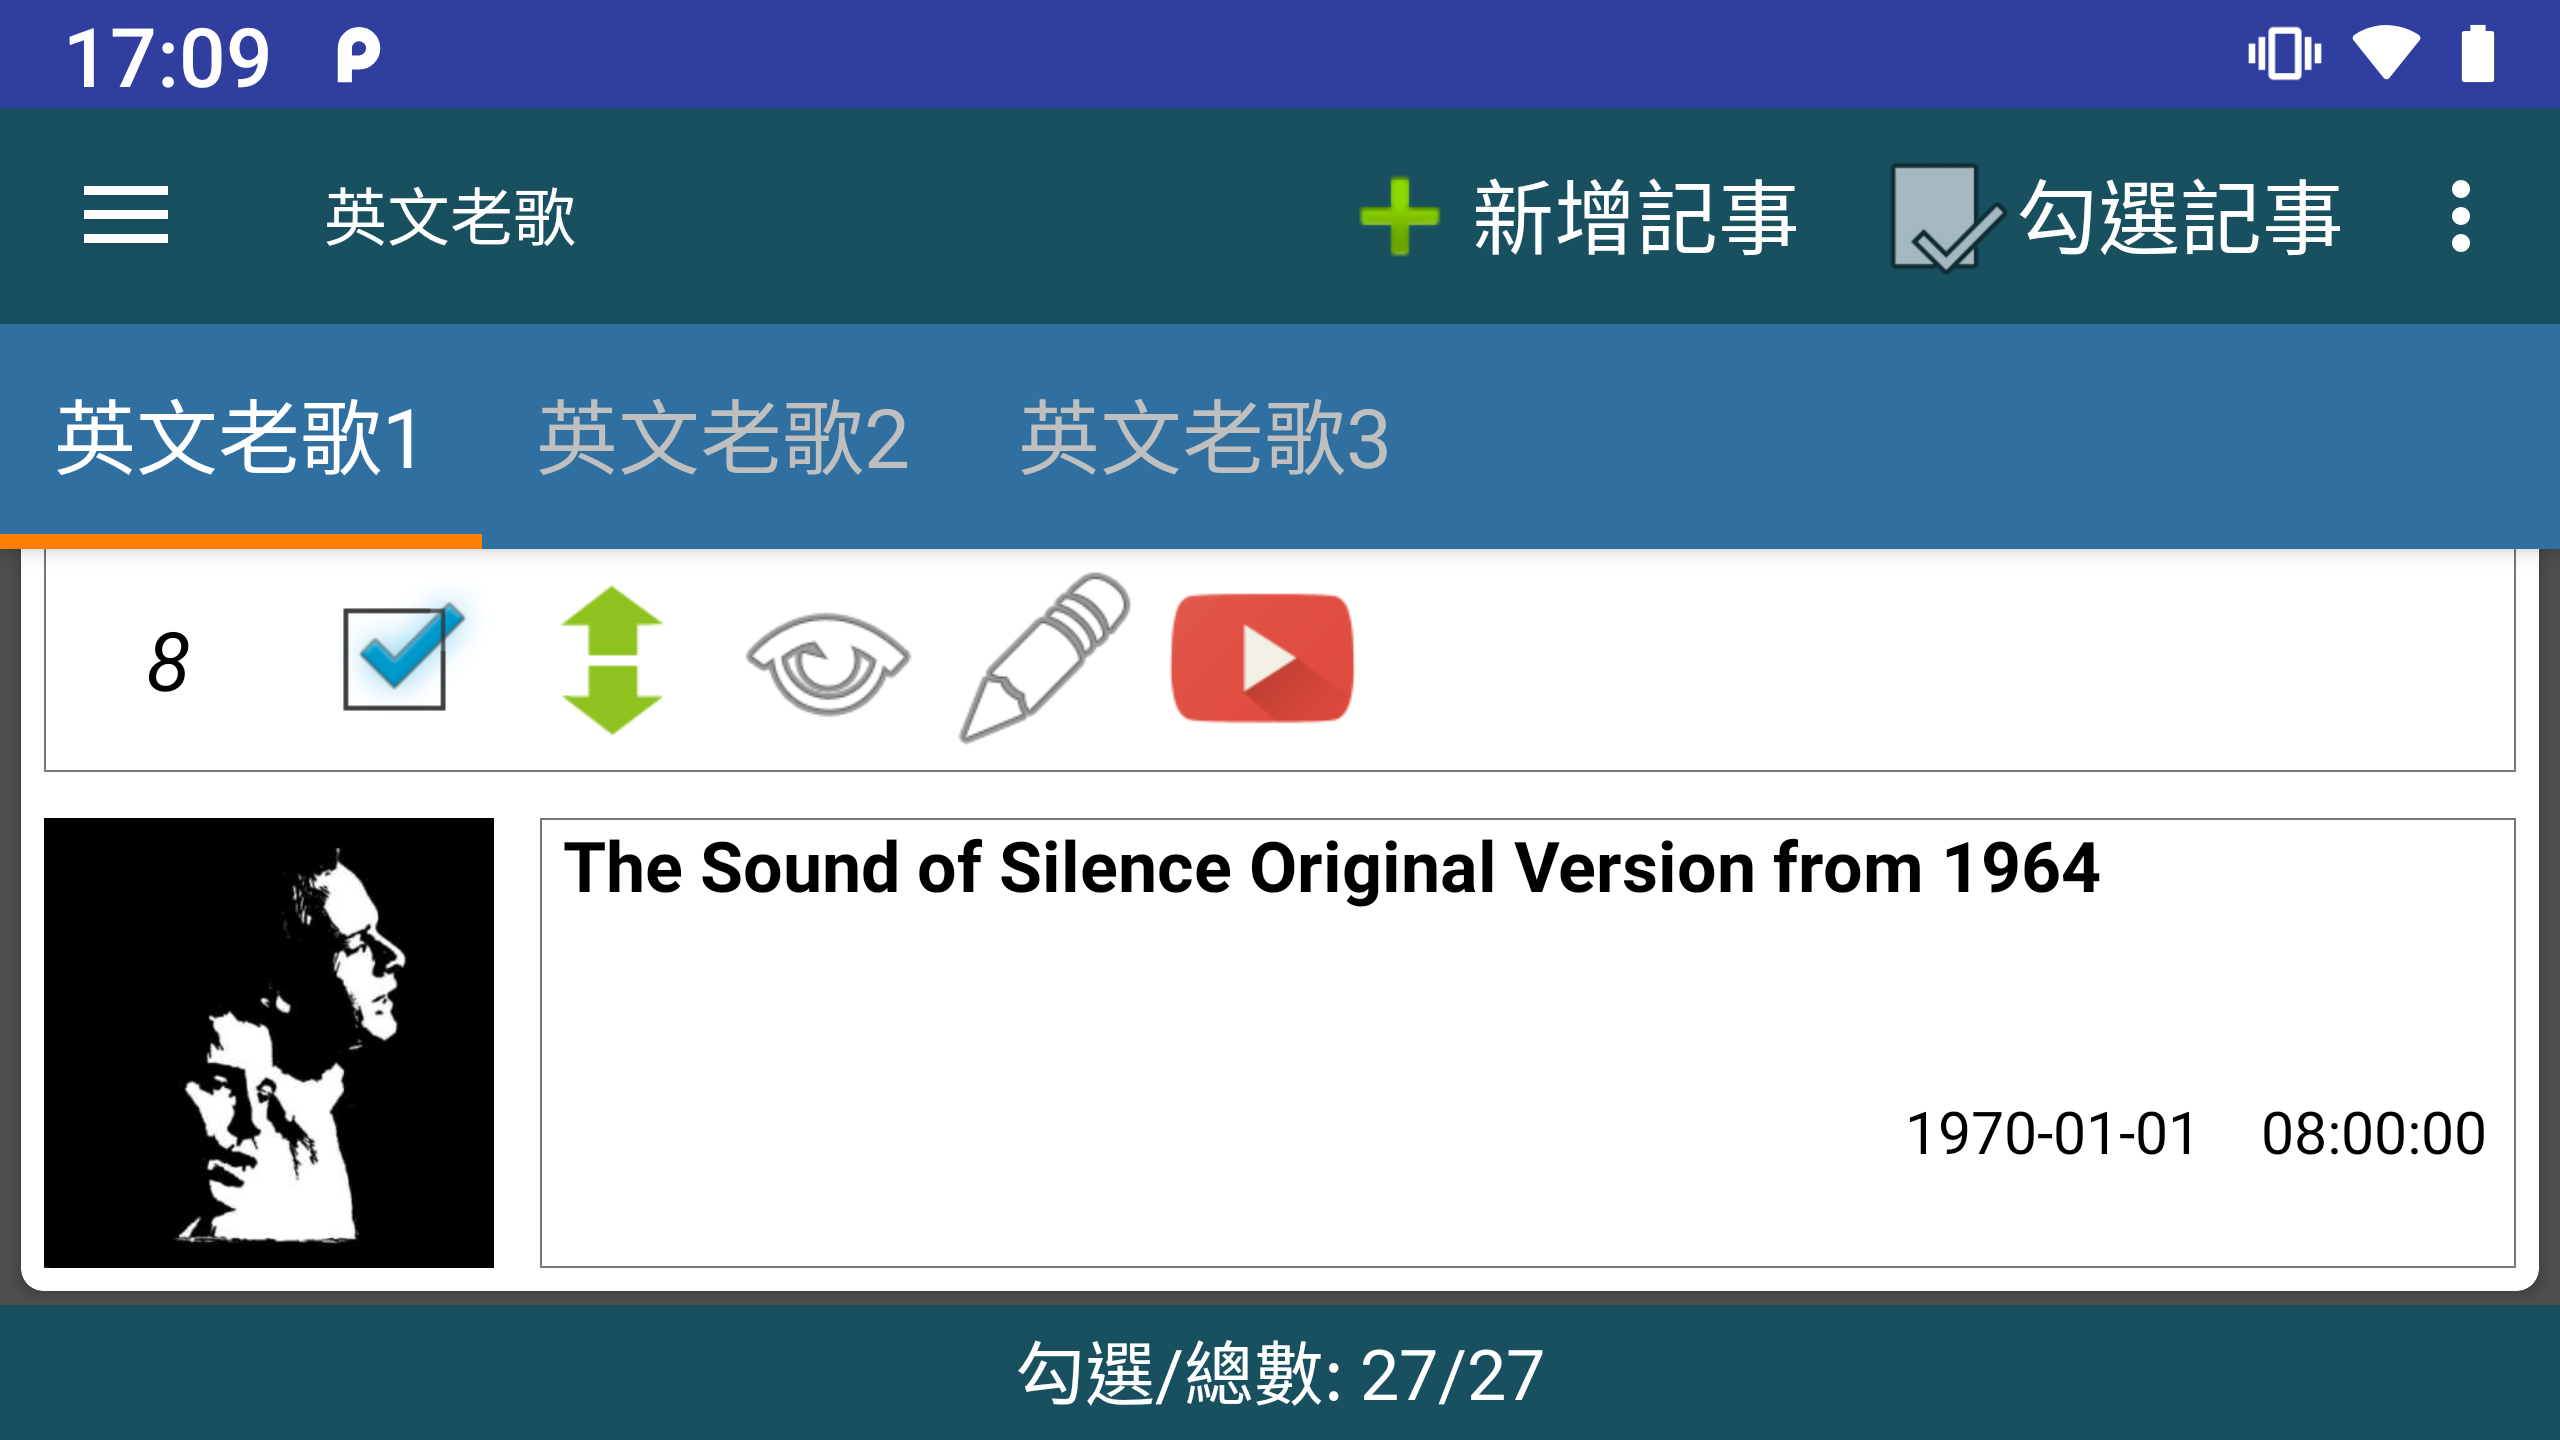 17:09
英文老歌 新增記事 勾選記事
英文老歌1 英文老歌2 英文老歌3
8
The Sound of Silence Original Version from 1964
1970-01-01 08:00:00
勾選/總數: 27/27